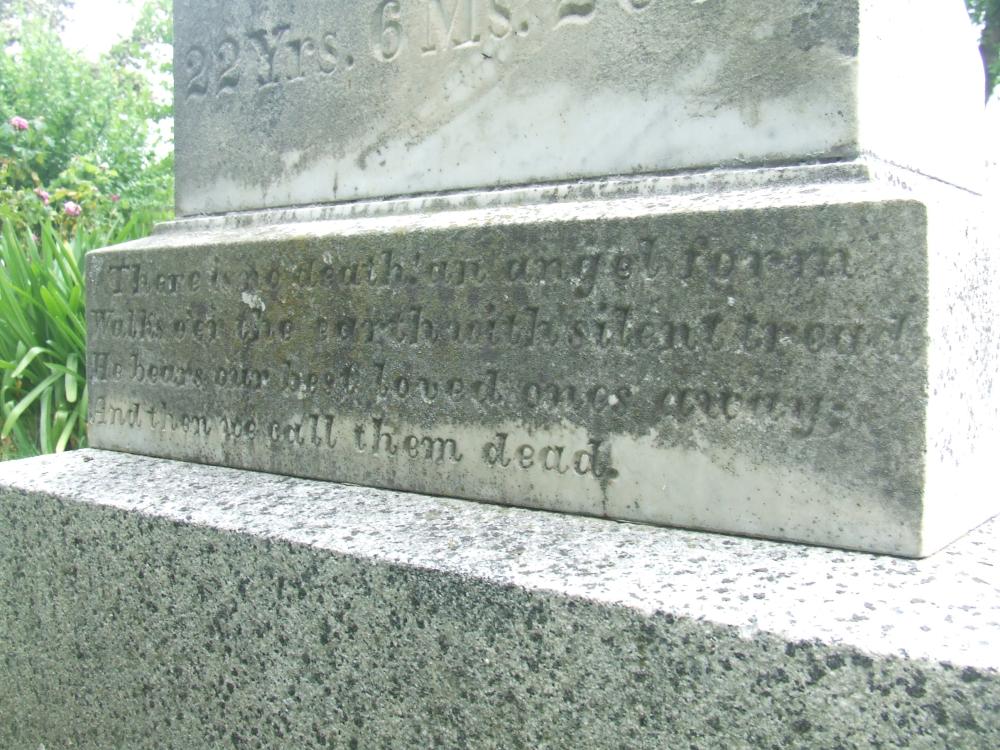 22 Yrs. 6 Ms.
There is no death! an angel form
Walks o'er the earth with silent tread
He bears our best loved ones away;
And then we call them dead.